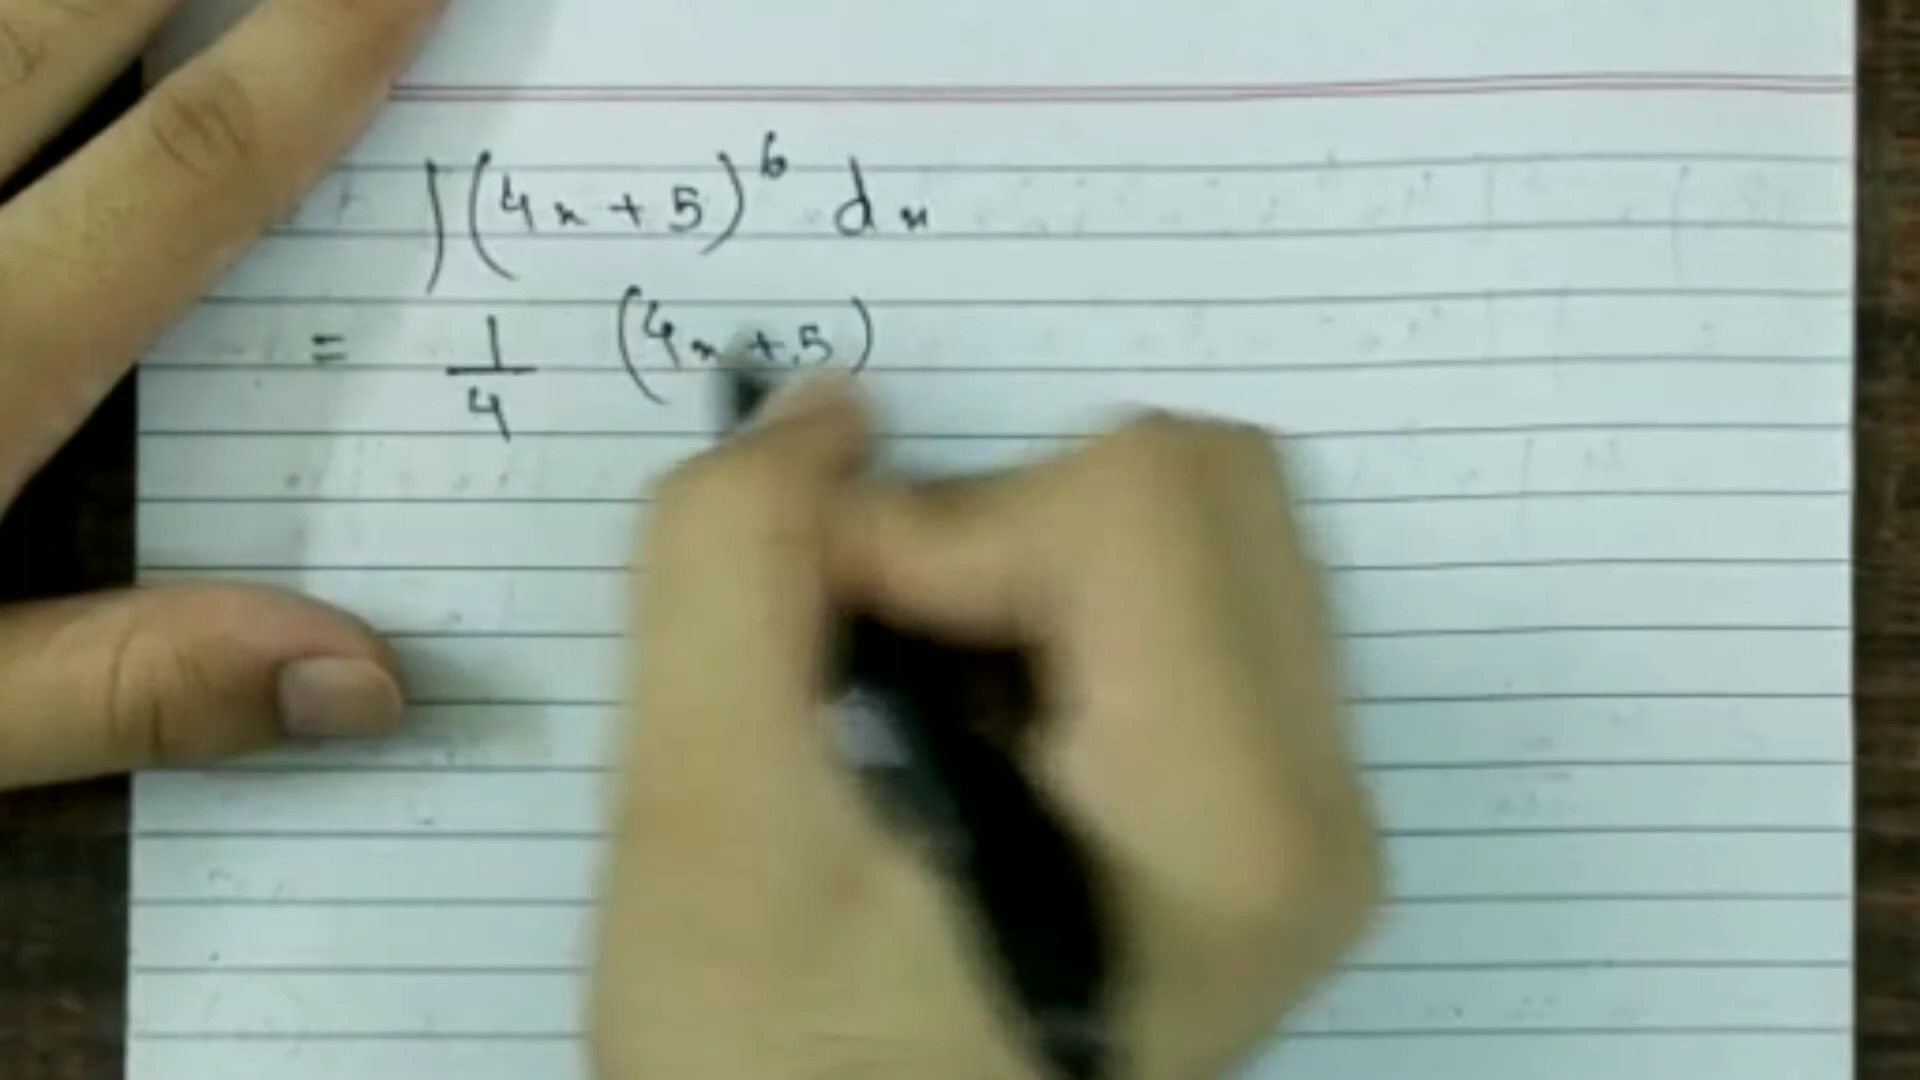 ∫(4x+5)^6 dx
= 1/4 (4x+5)